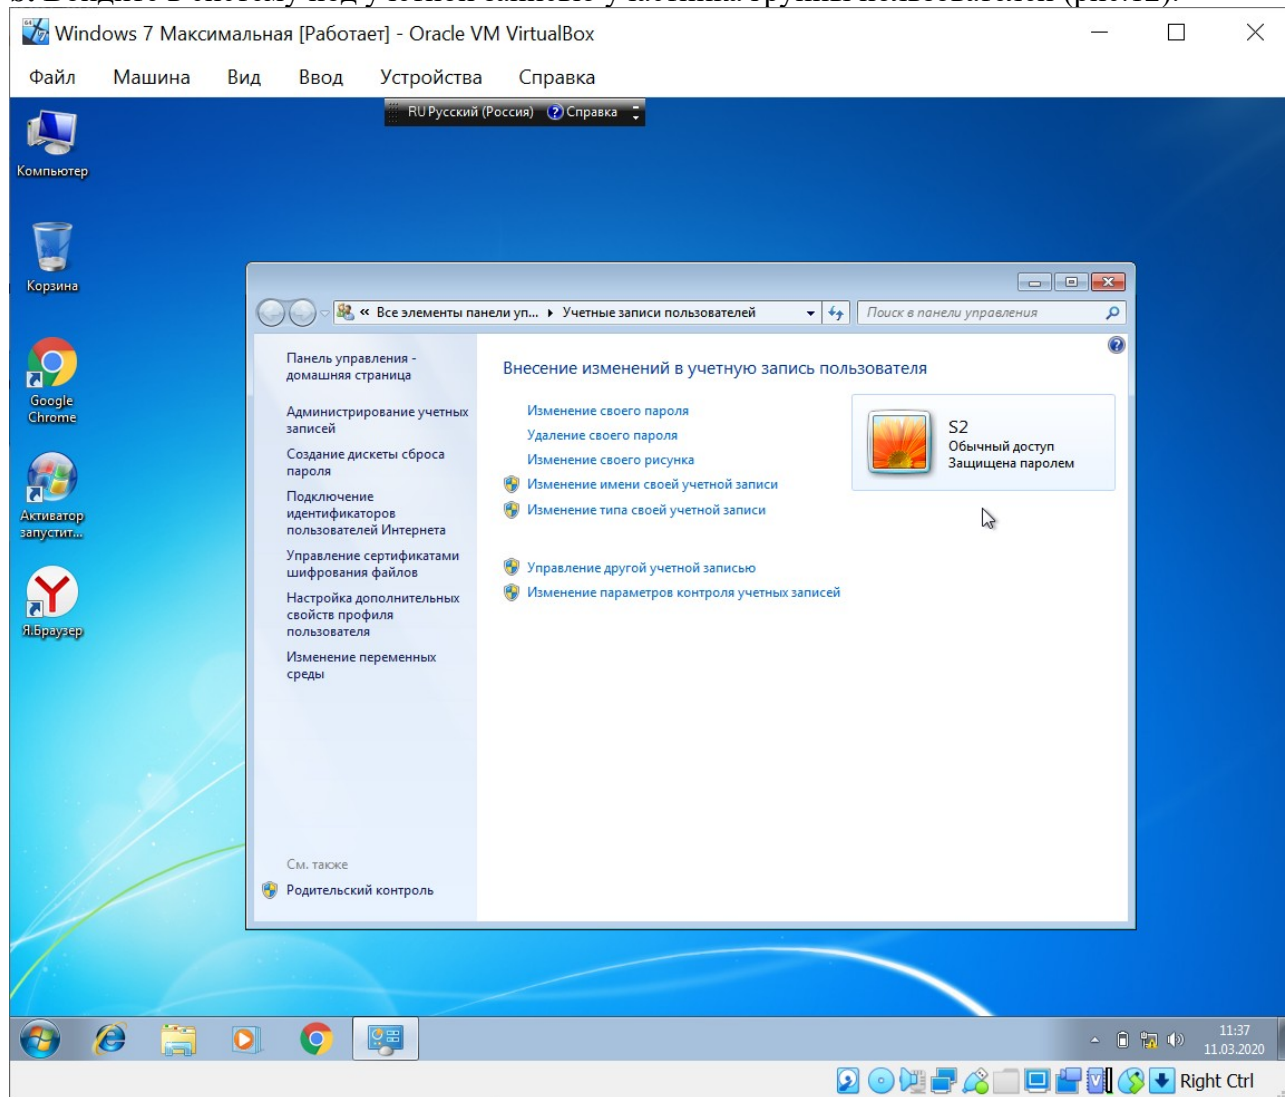 Windows 7 Максимальная [Работает] - Oracle VM VirtualBox
Файл Машина Вид Ввод Устройства Справка
RU Русский (Россия) Справка
Компьютер
Корзина
Google
Chrome
Активатор
запустит...
Я.Браузер
« Все элементы панели уп... Учетные записи пользователей
Поиск в панели управления
Панель управления -
домашняя страница
Администрирование учетных
записей
Создание дискеты сброса
пароля
Подключение
идентификаторов
пользователей Интернета
Управление сертификатами
шифрования файлов
Настройка дополнительных
свойств профиля
пользователя
Изменение переменных
среды
См. также
Родительский контроль
Внесение изменений в учетную запись пользователя
Изменение своего пароля
Удаление своего пароля
Изменение своего рисунка
Изменение имени своей учетной записи
Изменение типа своей учетной записи
Управление другой учетной записью
Изменение параметров контроля учетных записей
S2
Обычный доступ
Защищена паролем
11:37
11.03.2020
Right Ctrl